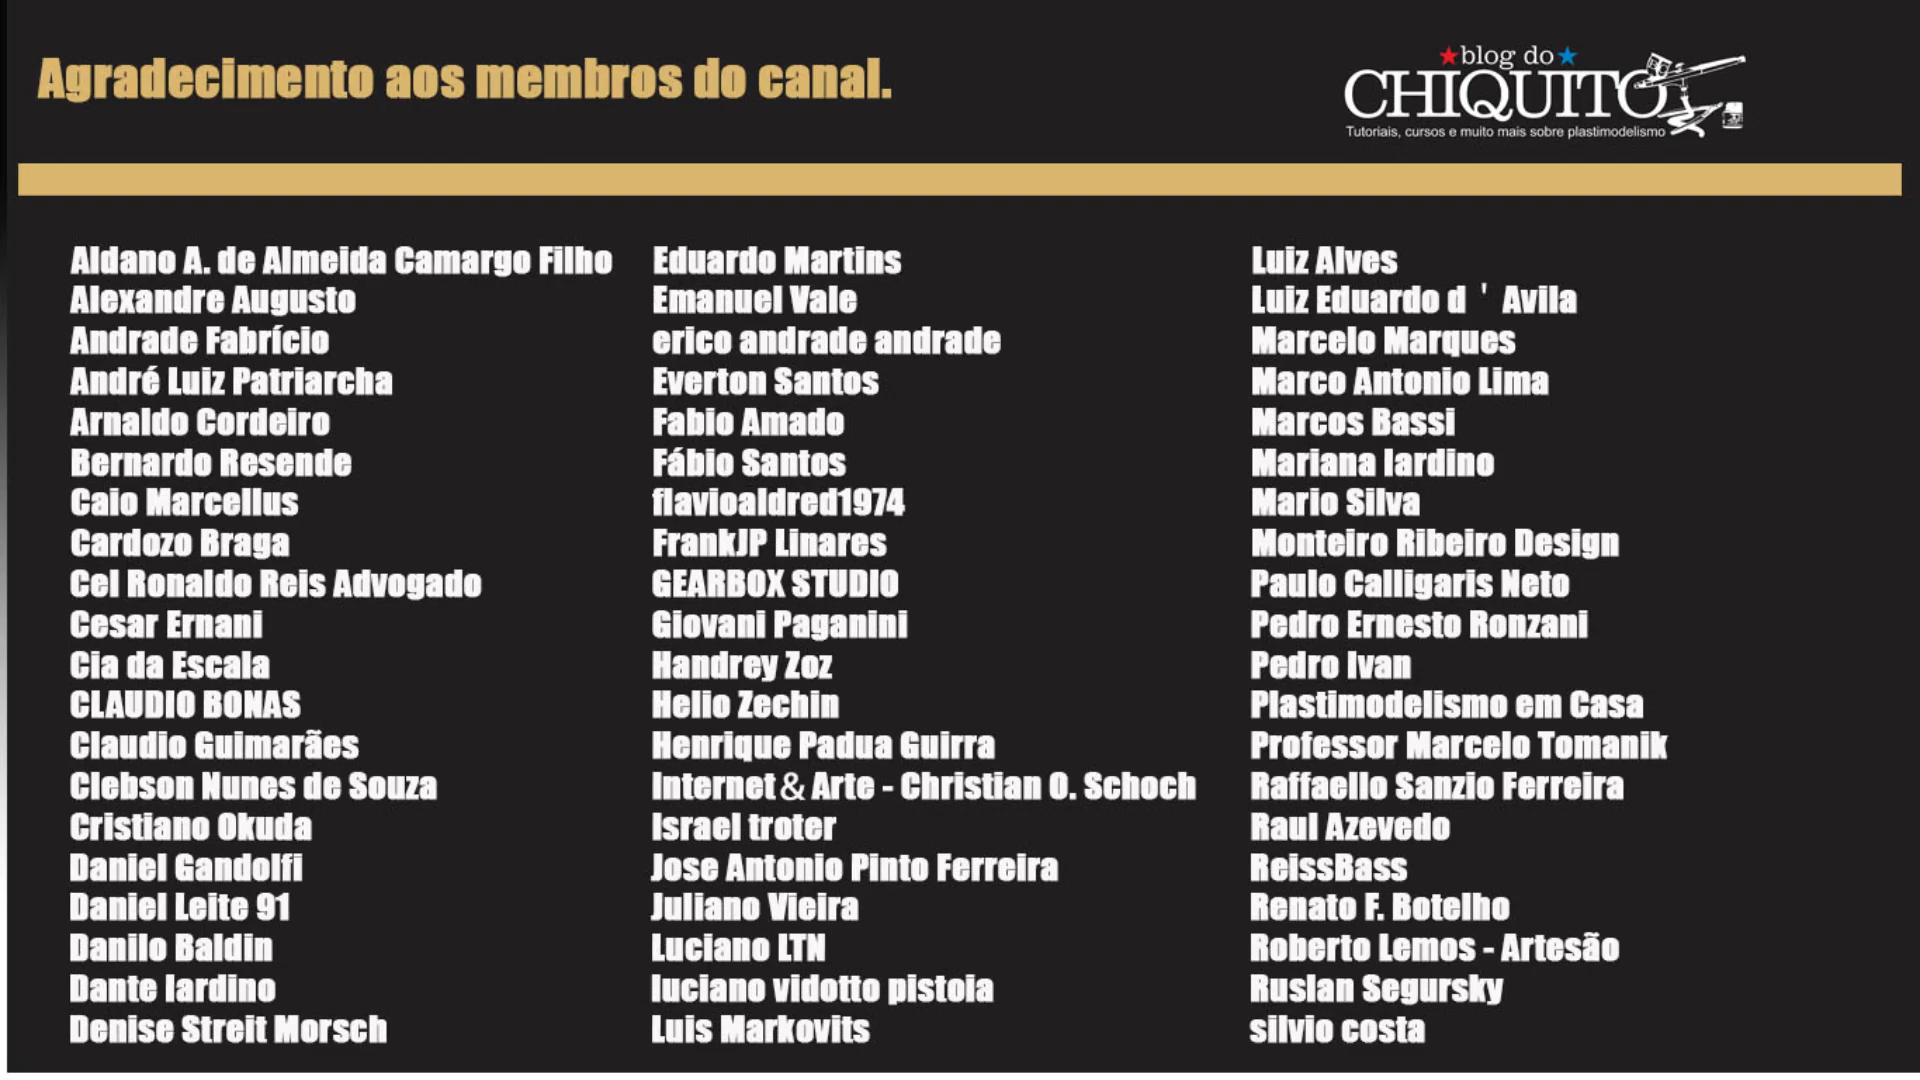 Agradecimento aos membros do canal.
blog do
CHIQUITO
Tutoriais, cursos e muito mais sobre plastimodelismo
Aldano A. de Almeida Camargo Filho
Alexandre Augusto
Andrade Fabrício
André Luiz Patriarcha
Arnaldo Cordeiro
Bernardo Resende
Caio Marcellus
Cardozo Braga
Cel Ronaldo Reis Advogado
Cesar Ernani
Cia da Escala
CLAUDIO BONAS
Claudio Guimarães
Clebson Nunes de Souza
Cristiano Okuda
Daniel Gandolfi
Daniel Leite 91
Danilo Baldin
Dante Iardino
Denise Streit Morsch
Eduardo Martins
Emanuel Vale
erico andrade andrade
Everton Santos
Fabio Amado
Fábio Santos
flavioaldred1974
FrankJP Linares
GEARBOX STUDIO
Giovani Paganini
Handrey Zoz
Helio Zechin
Henrique Padua Guirra
Internet & Arte - Christian O. Schoch
Israel troter
Jose Antonio Pinto Ferreira
Juliano Vieira
Luciano LTN
luciano vidotto pistoia
Luis Markovits
Luiz Alves
Luiz Eduardo d ' Avila
Marcelo Marques
Marco Antonio Lima
Marcos Bassi
Mariana Iardino
Mario Silva
Monteiro Ribeiro Design
Paulo Calligaris Neto
Pedro Ernesto Ronzani
Pedro Ivan
Plastimodelismo em Casa
Professor Marcelo Tomanik
Raffaello Sanzio Ferreira
Raul Azevedo
ReissBass
Renato F. Botelho
Roberto Lemos - Artesão
Ruslan Segursky
silvio costa